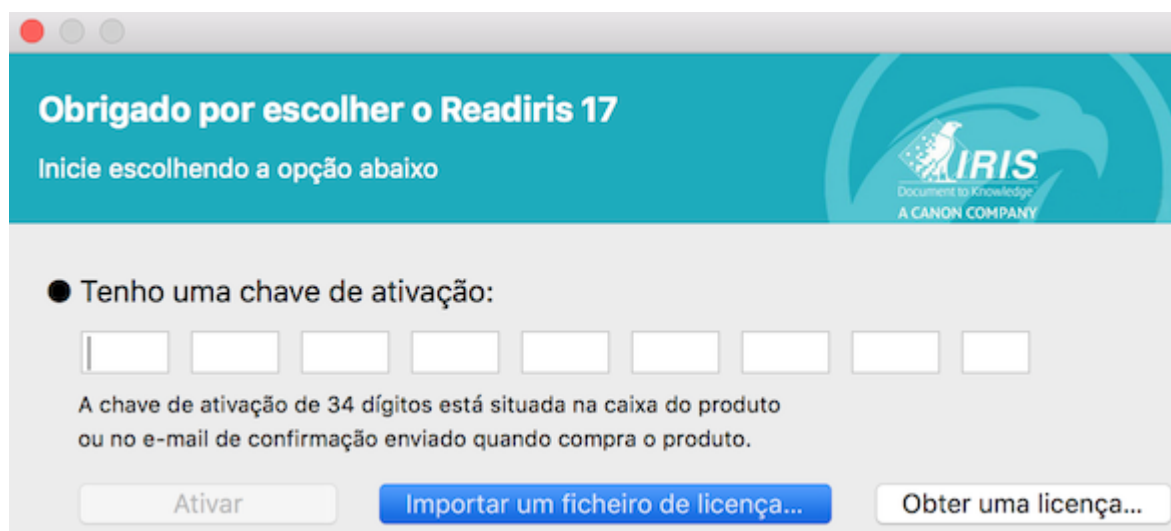 Obrigado por escolher o Readiris 17
Inicie escolhendo a opção abaixo
IRIS
Document to Knowledge
A CANON COMPANY
Tenho uma chave de ativação:
A chave de ativação de 34 dígitos está situada na caixa do produto
ou no e-mail de confirmação enviado quando compra o produto.
Ativar
Importar um ficheiro de licença...
Obter uma licença...